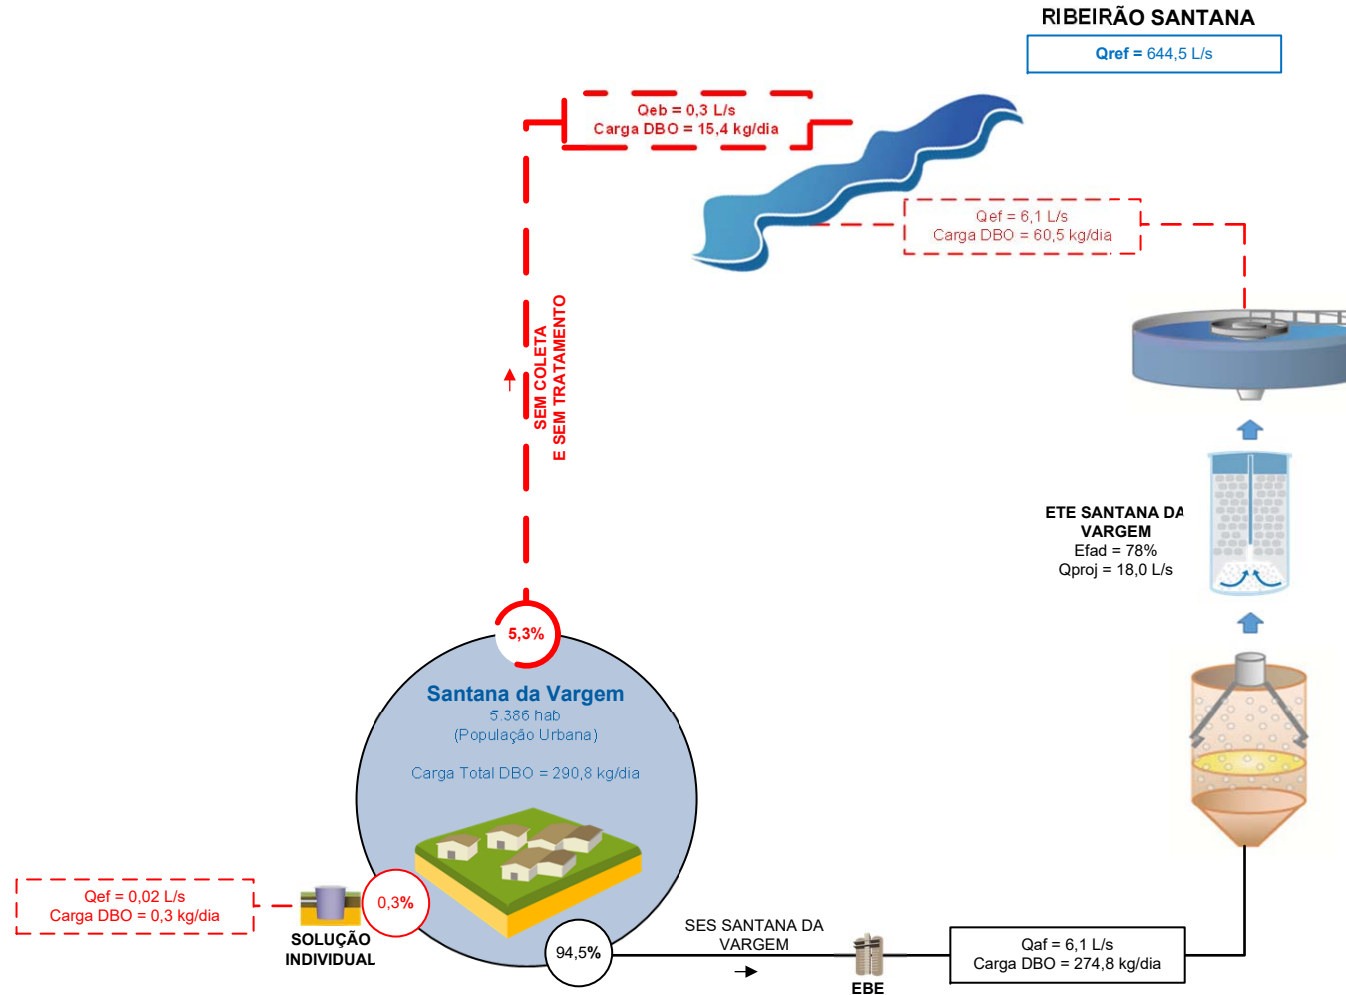 RIBEIRÃO SANTANA
Qref = 644,5 L/s
Qeb = 0,3 L/s
Carga DBO = 15,4 kg/dia
Qef = 6,1 L/s
Carga DBO = 60,5 kg/dia
SEM COLETA
E SEM TRATAMENTO
ETE SANTANA DA
VARGEM
Efad = 78%
Qproj = 18,0 L/s
5,3%
Santana da Vargem
5.386 hab
(População Urbana)
Carga Total DBO = 290,8 kg/dia
Qef = 0,02 L/s
Carga DBO = 0,3 kg/dia
0,3%
SOLUÇÃO
INDIVIDUAL
94,5%
SES SANTANA DA
VARGEM
EBE
Qaf = 6,1 L/s
Carga DBO = 274,8 kg/dia